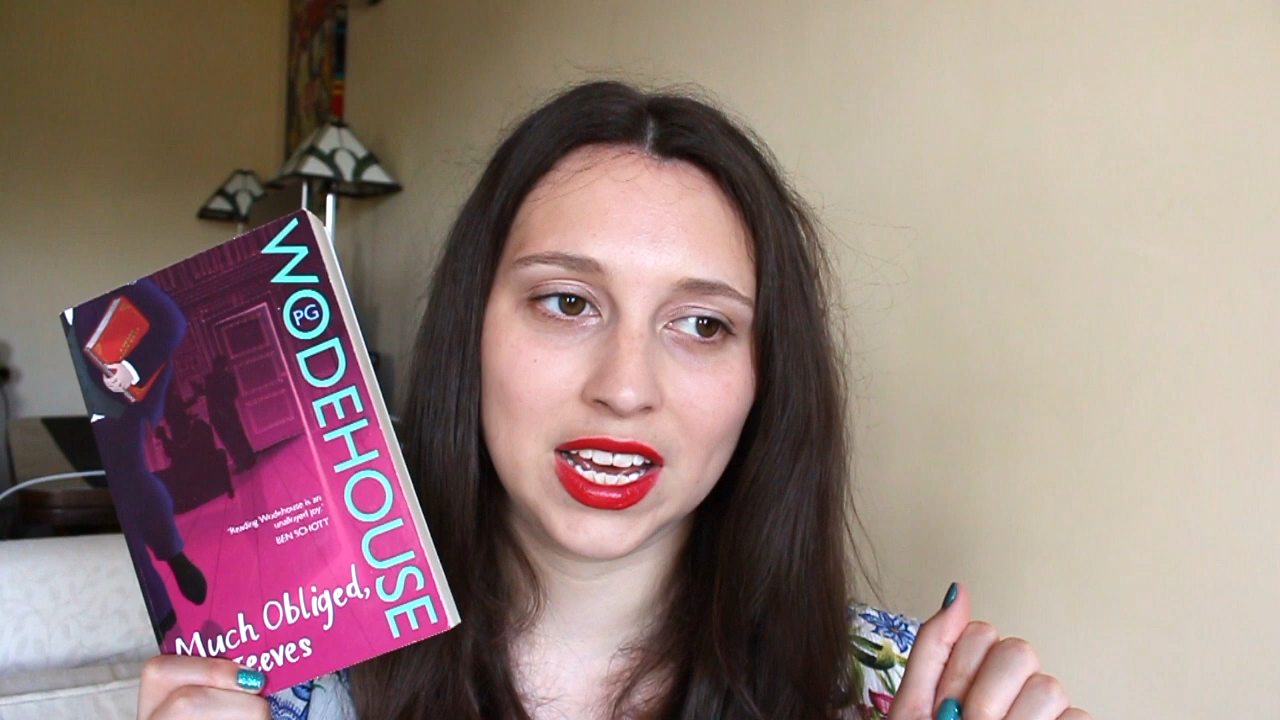 PG
WODEHOUSE
"Reading Wodehouse is an
unalloyed joy."
BEN SCHOTT
Much Obliged,
Jeeves